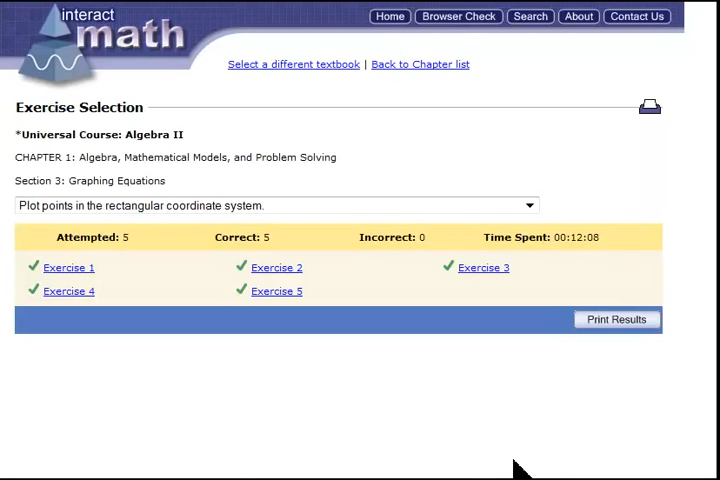 interact
math
Home Browser Check Search About Contact Us
Select a different textbook | Back to Chapter list
Exercise Selection
*Universal Course: Algebra II
CHAPTER 1: Algebra, Mathematical Models, and Problem Solving
Section 3: Graphing Equations
Plot points in the rectangular coordinate system.
Attempted: 5 Correct: 5 Incorrect: 0 Time Spent: 00:12:08
Exercise 1 Exercise 2 Exercise 3
Exercise 4 Exercise 5
Print Results